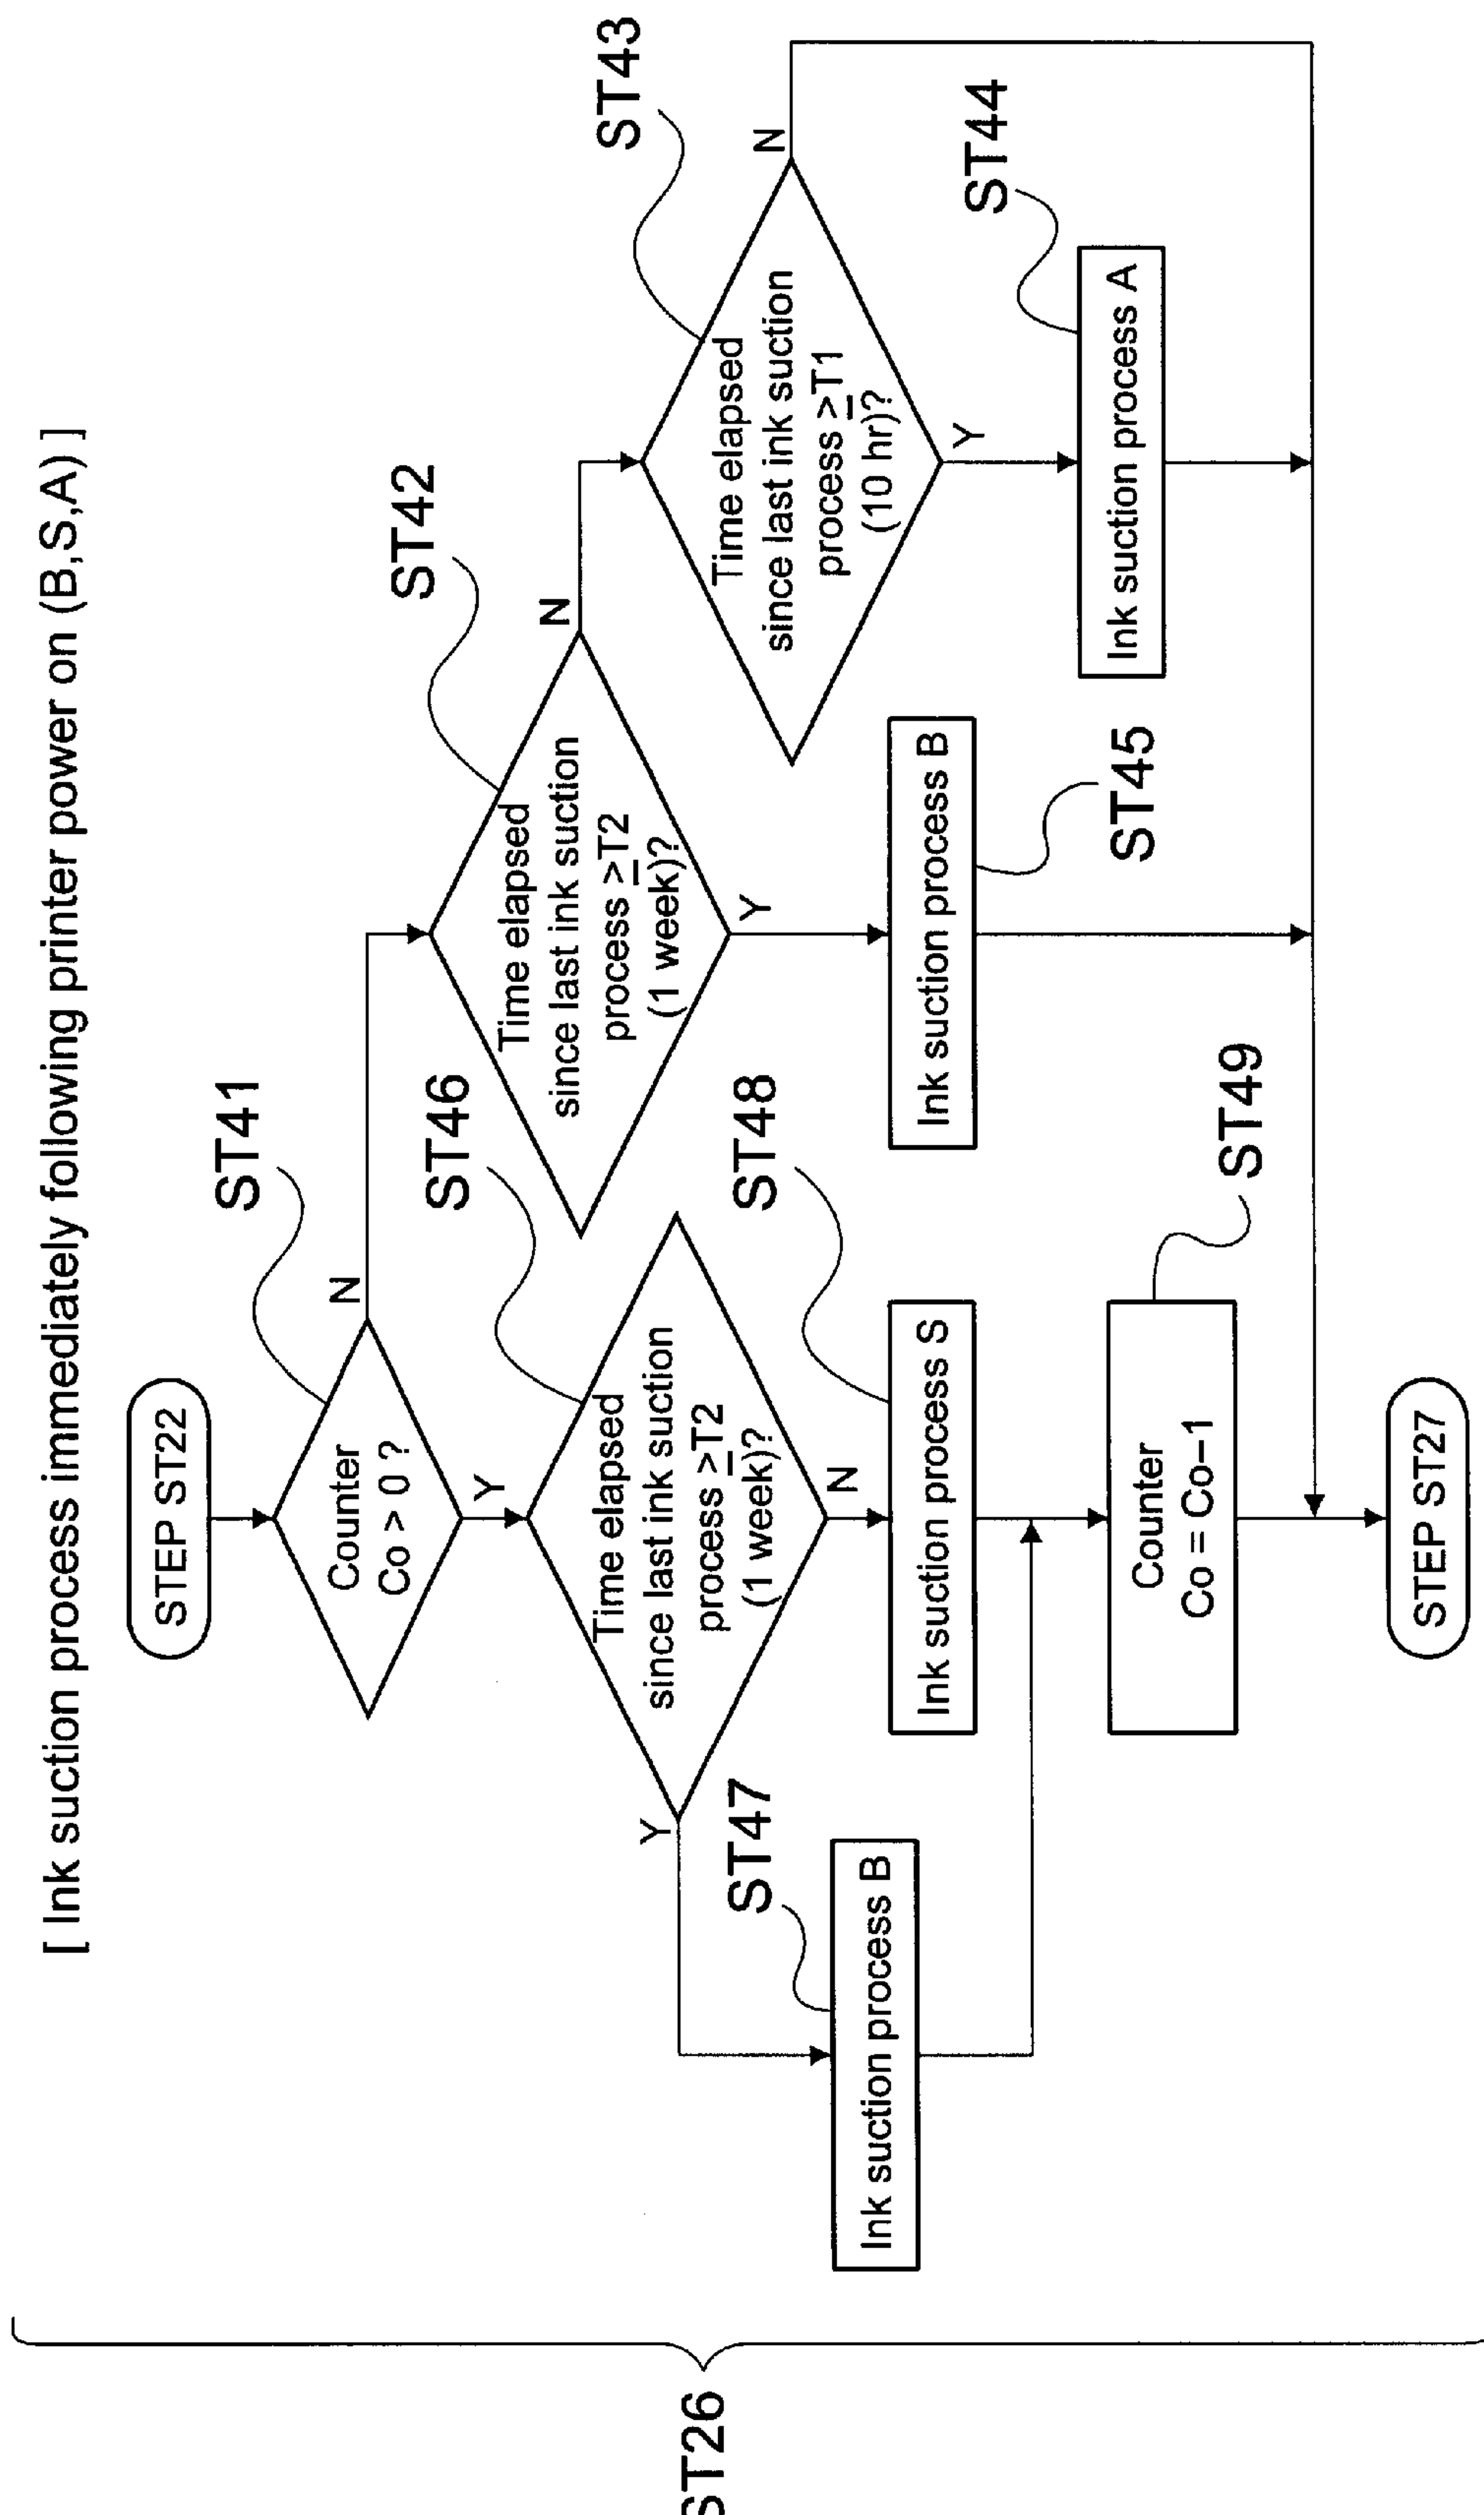 [ Ink suction process immediately following printer power on (B,S,A) ]
STEP ST22
ST41
Counter
Co > 0 ?
N
Y
ST42
Time elapsed
since last ink suction
process ≥T2
(1 week)?
N
Y
ST43
Time elapsed
since last ink suction
process ≥T1
(10 hr)?
N
Y
ST44
Ink suction process A
ST45
Ink suction process B
ST46
Time elapsed
since last ink suction
process ≥T2
(1 week)?
Y
N
ST47
Ink suction process B
ST48
Ink suction process S
ST49
Counter
Co = Co−1
STEP ST27
ST26